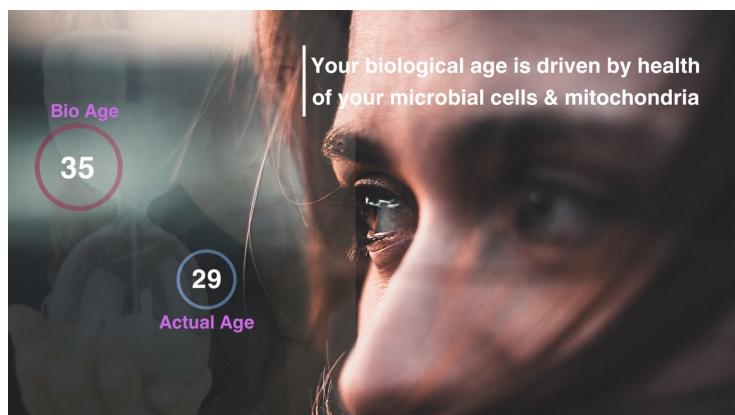 Your biological age is driven by health
of your microbial cells & mitochondria
Bio Age
35
29
Actual Age